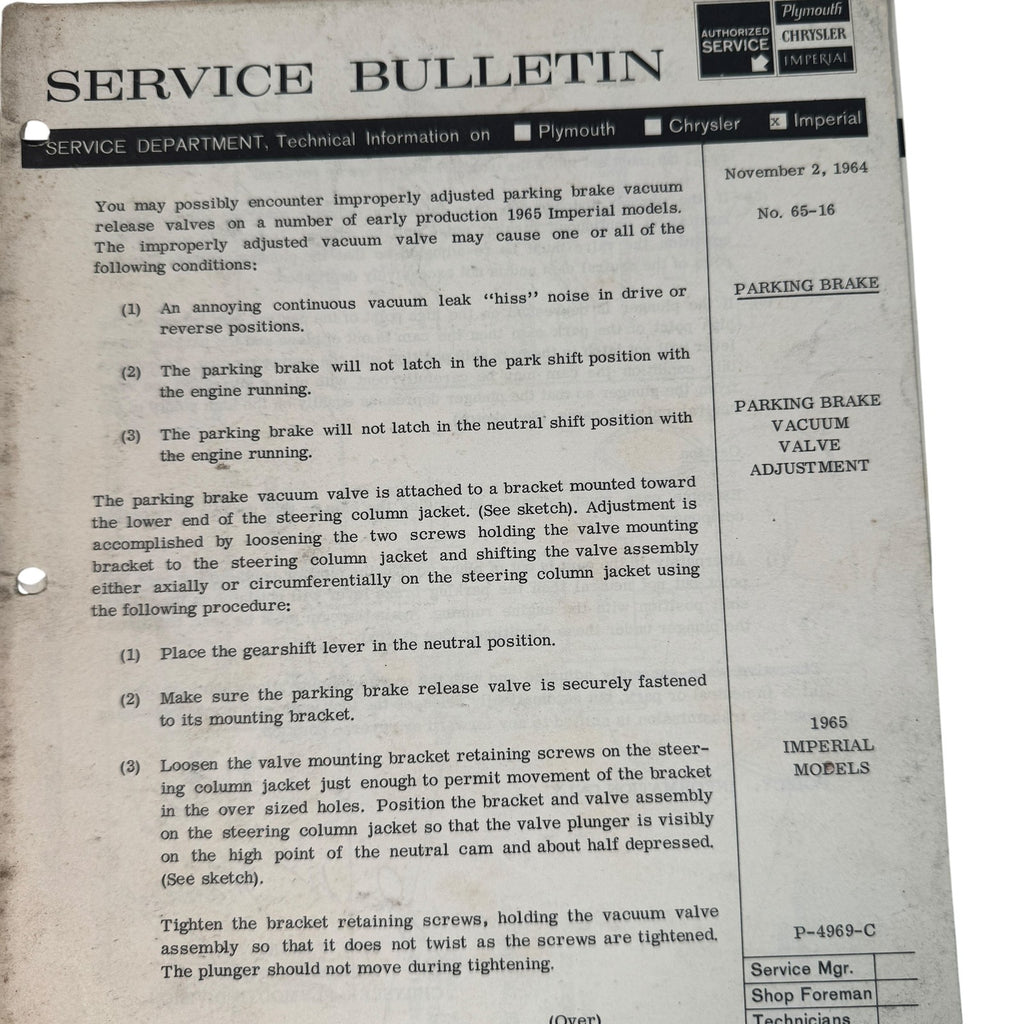 SERVICE BULLETIN
AUTHORIZED
SERVICE
Plymouth
CHRYSLER
IMPERIAL
SERVICE DEPARTMENT, Technical Information on Plymouth Chrysler x Imperial
November 2, 1964
No. 65-16
PARKING BRAKE
PARKING BRAKE
VACUUM
VALVE
ADJUSTMENT
1965
IMPERIAL
MODELS
P-4969-C
Service Mgr.
Shop Foreman
Technicians
You may possibly encounter improperly adjusted parking brake vacuum
release valves on a number of early production 1965 Imperial models.
The improperly adjusted vacuum valve may cause one or all of the
following conditions:
(1) An annoying continuous vacuum leak "hiss" noise in drive or
reverse positions.
(2) The parking brake will not latch in the park shift position with
the engine running.
(3) The parking brake will not latch in the neutral shift position with
the engine running.
The parking brake vacuum valve is attached to a bracket mounted toward
the lower end of the steering column jacket. (See sketch). Adjustment is
accomplished by loosening the two screws holding the valve mounting
bracket to the steering column jacket and shifting the valve assembly
either axially or circumferentially on the steering column jacket using
the following procedure:
(1) Place the gearshift lever in the neutral position.
(2) Make sure the parking brake release valve is securely fastened
to its mounting bracket.
(3) Loosen the valve mounting bracket retaining screws on the steer-
ing column jacket just enough to permit movement of the bracket
in the over sized holes. Position the bracket and valve assembly
on the steering column jacket so that the valve plunger is visibly
on the high point of the neutral cam and about half depressed.
(See sketch).
Tighten the bracket retaining screws, holding the vacuum valve
assembly so that it does not twist as the screws are tightened.
The plunger should not move during tightening.
(Over)